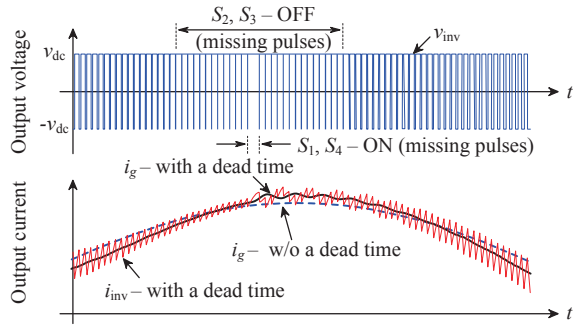 S2, S3 – OFF
(missing pulses)
vinv
vdc
-vdc
Output voltage
t
S1, S4 – ON (missing pulses)
ig – with a dead time
ig – w/o a dead time
iinv – with a dead time
Output current
t